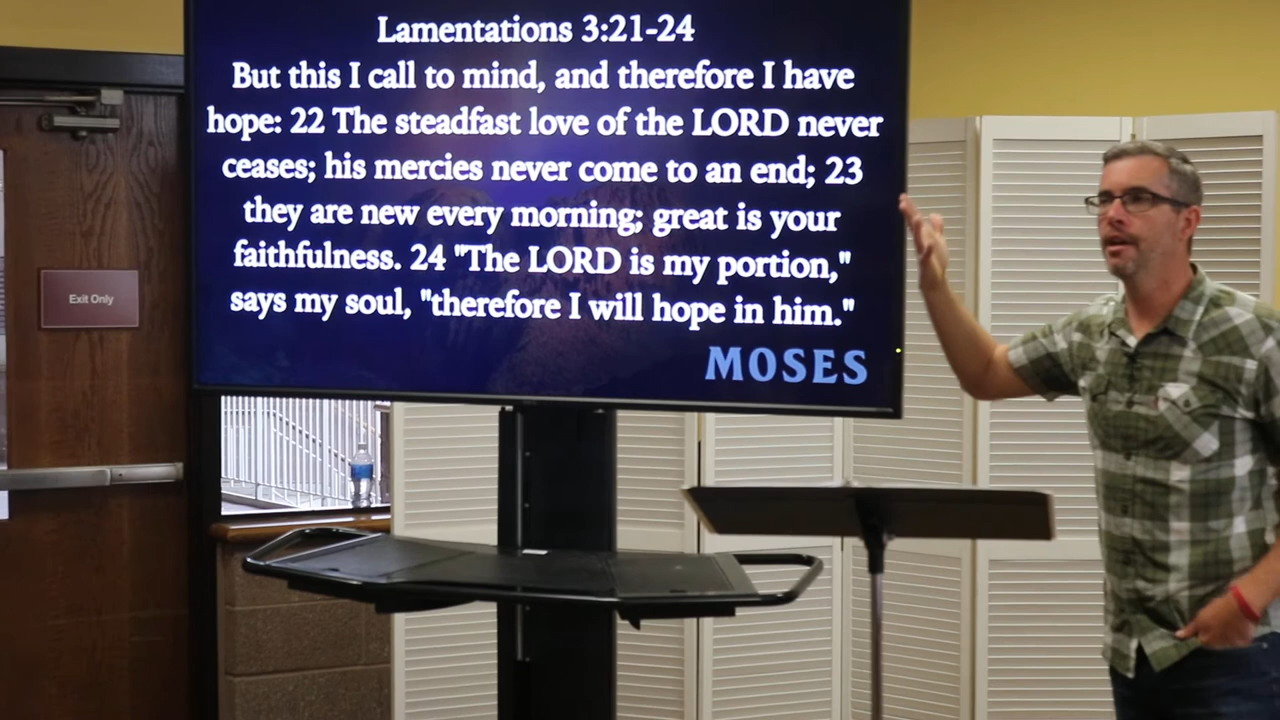 Lamentations 3:21-24
But this I call to mind, and therefore I have
hope: 22 The steadfast love of the LORD never
ceases; his mercies never come to an end; 23
they are new every morning; great is your
faithfulness. 24 "The LORD is my portion,"
says my soul, "therefore I will hope in him."
MOSES
Exit Only